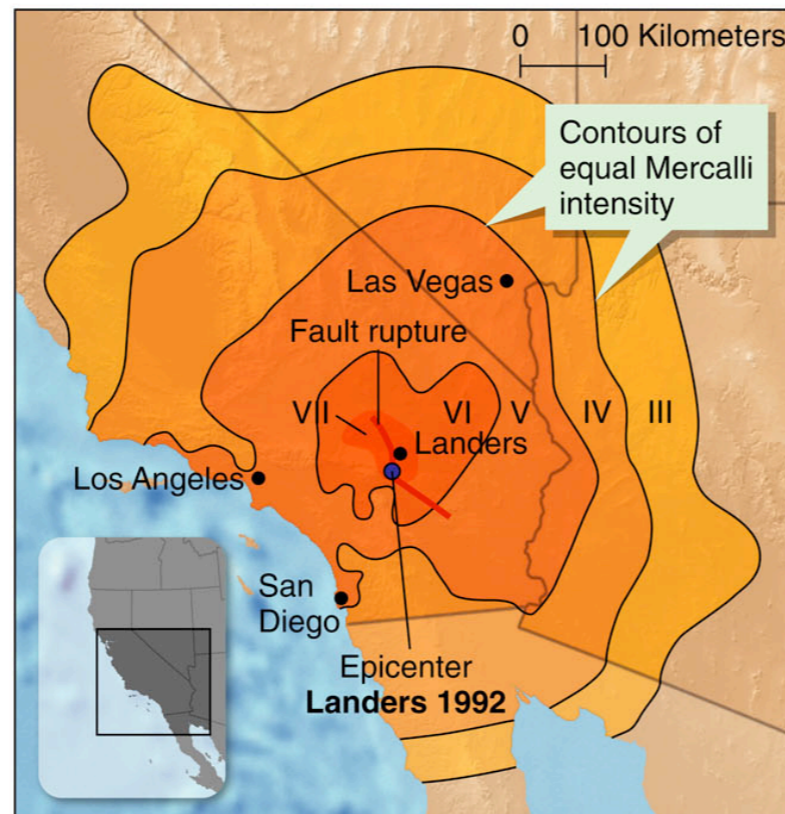 0 100 Kilometers
Contours of
equal Mercalli
intensity
Las Vegas
Fault rupture
VII VI V IV III
Landers
Los Angeles
San
Diego
Epicenter
Landers 1992